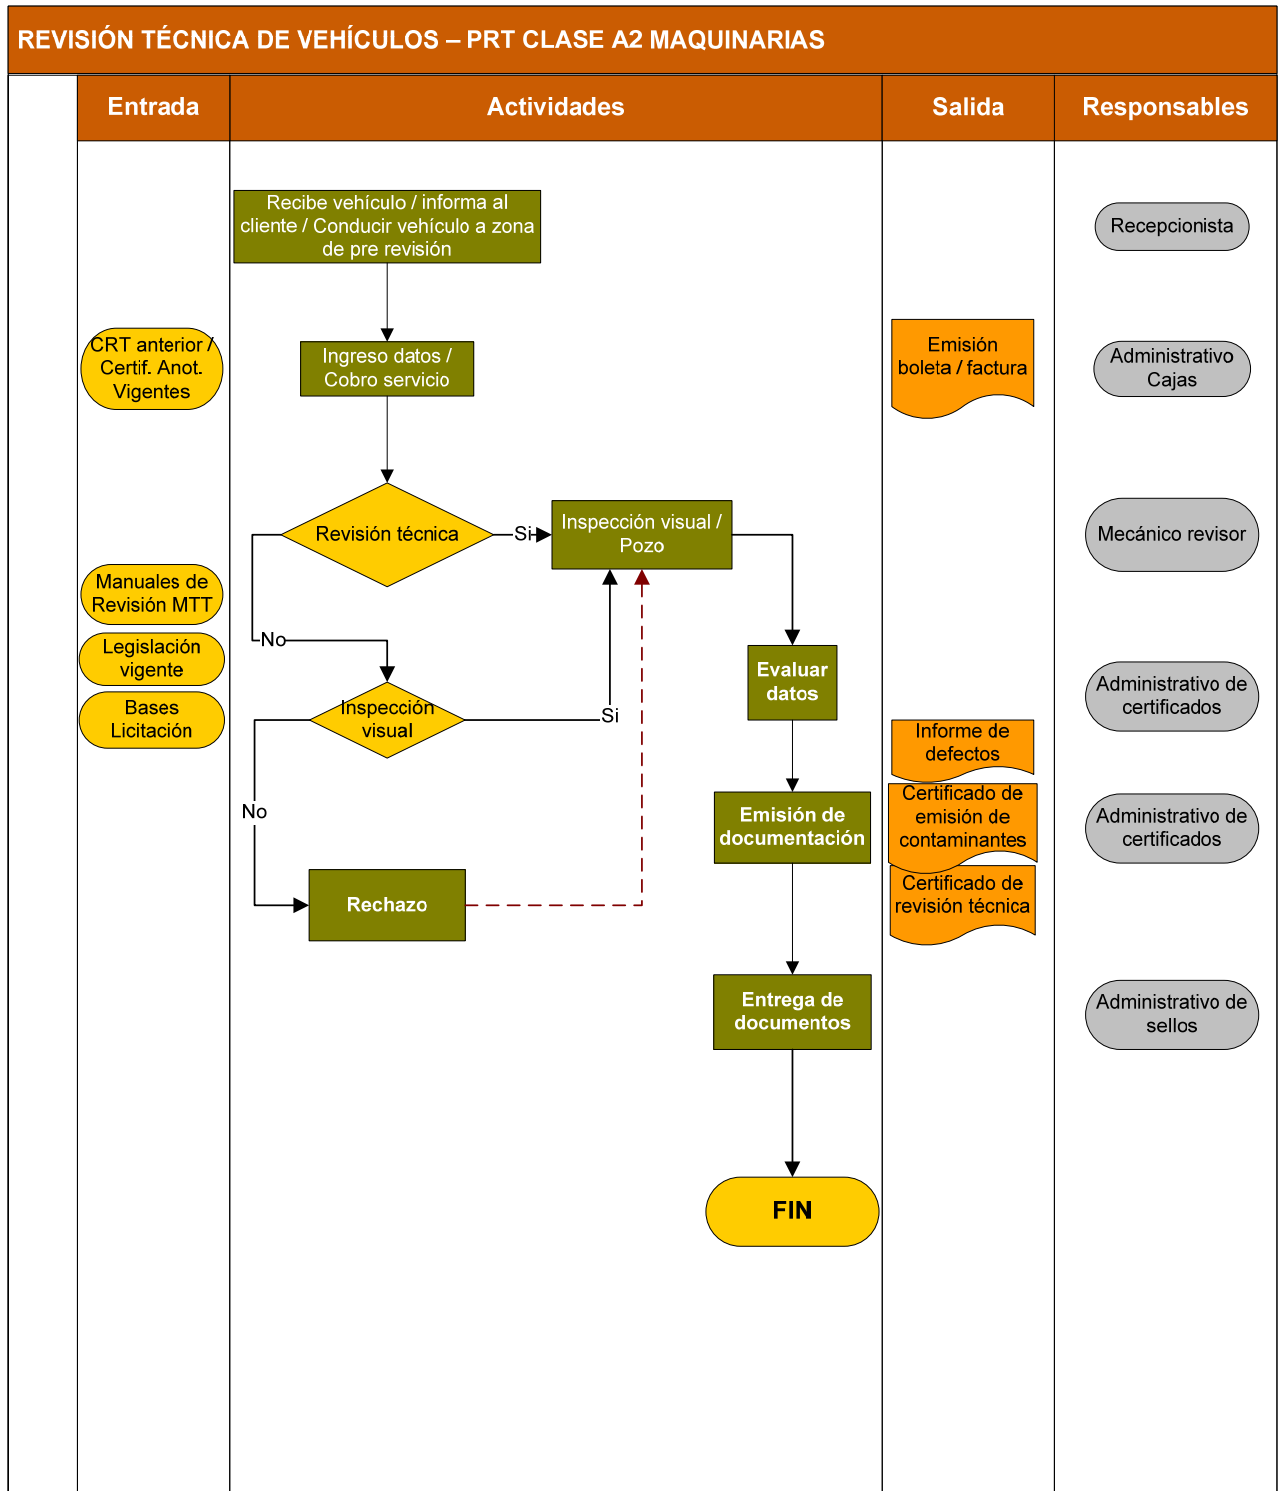 REVISIÓN TÉCNICA DE VEHÍCULOS – PRT CLASE A2 MAQUINARIAS
Entrada
Actividades
Salida
Responsables
Recibe vehículo / informa al
cliente / Conducir vehículo a zona
de pre revisión
Recepcionista
CRT anterior /
Certif. Anot.
Vigentes
Ingreso datos /
Cobro servicio
Emisión
boleta / factura
Administrativo
Cajas
Revisión técnica
Si
Inspección visual /
Pozo
Mecánico revisor
Manuales de
Revisión MTT
No
Legislación
vigente
Evaluar
datos
Administrativo de
certificados
Bases
Licitación
Inspección
visual
Si
Informe de
defectos
No
Emisión de
documentación
Certificado de
emisión de
contaminantes
Administrativo de
certificados
Rechazo
Certificado de
revisión técnica
Entrega de
documentos
Administrativo de
sellos
FIN